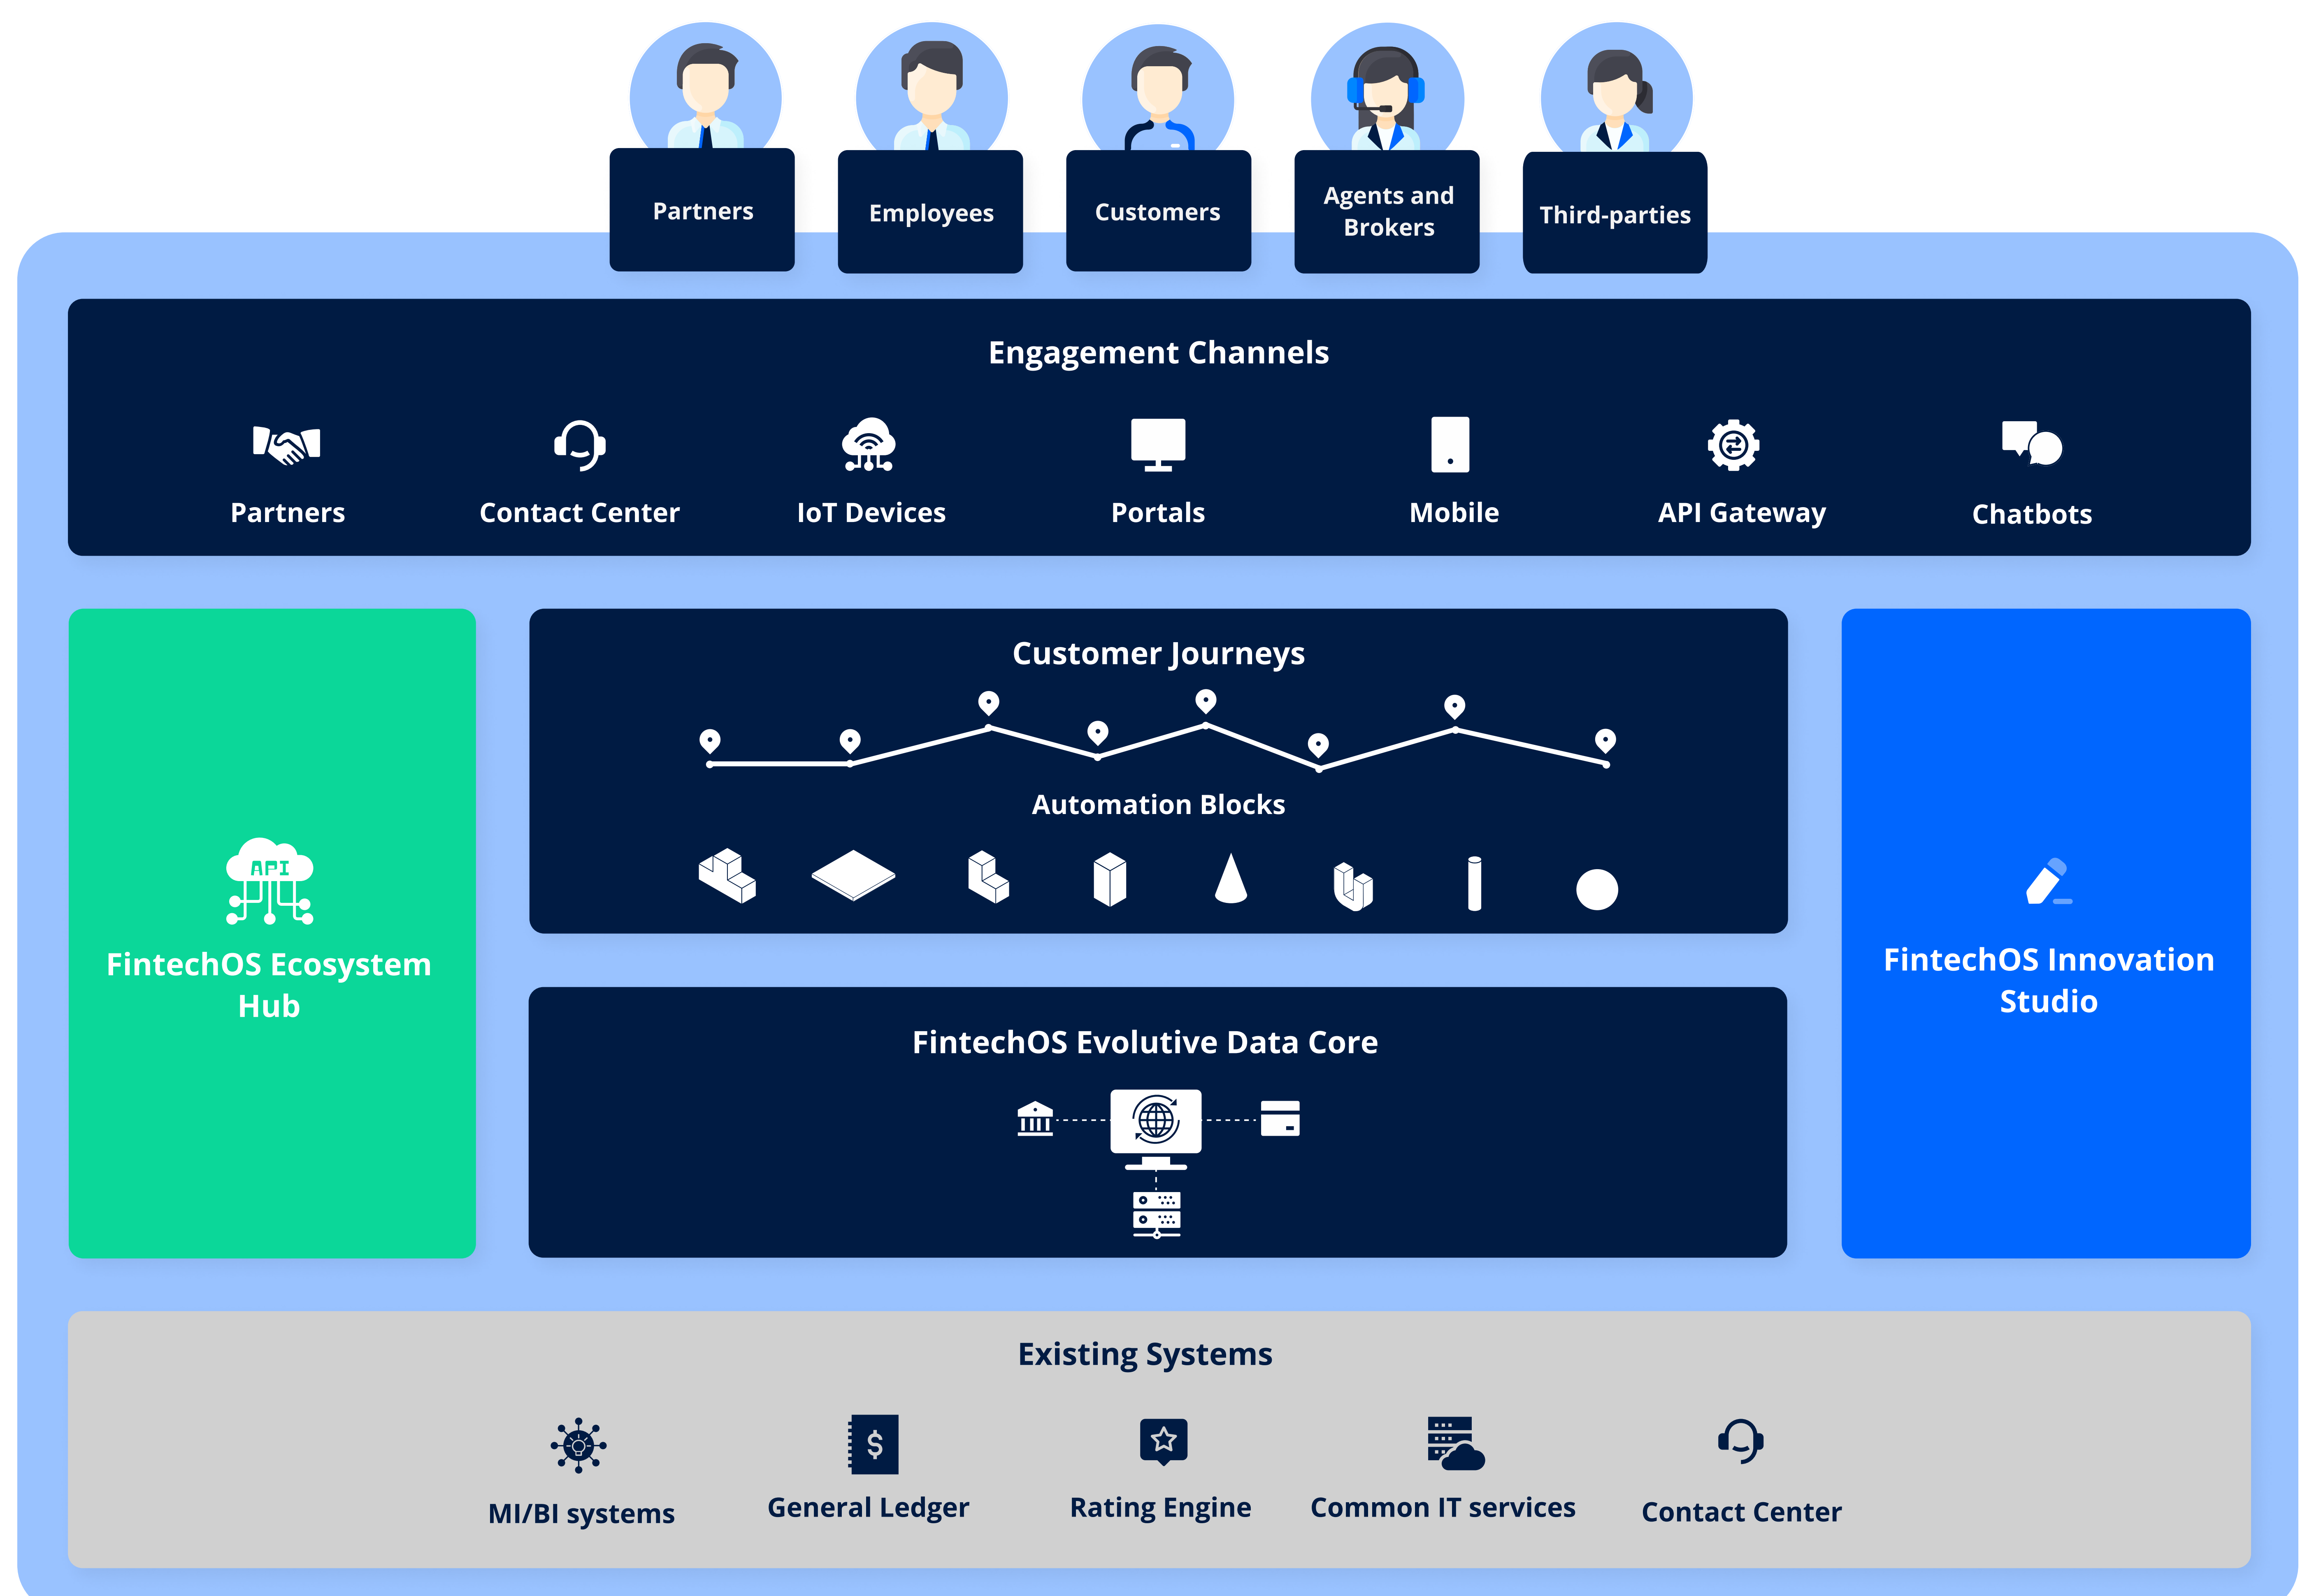 Partners
Employees
Customers
Agents and
Brokers
Third-parties
Engagement Channels
Partners
Contact Center
IoT Devices
Portals
Mobile
API Gateway
Chatbots
API
FintechOS Ecosystem
Hub
Customer Journeys
Automation Blocks
FintechOS Evolutive Data Core
FintechOS Innovation
Studio
Existing Systems
$
MI/BI systems
General Ledger
Rating Engine
Common IT services
Contact Center